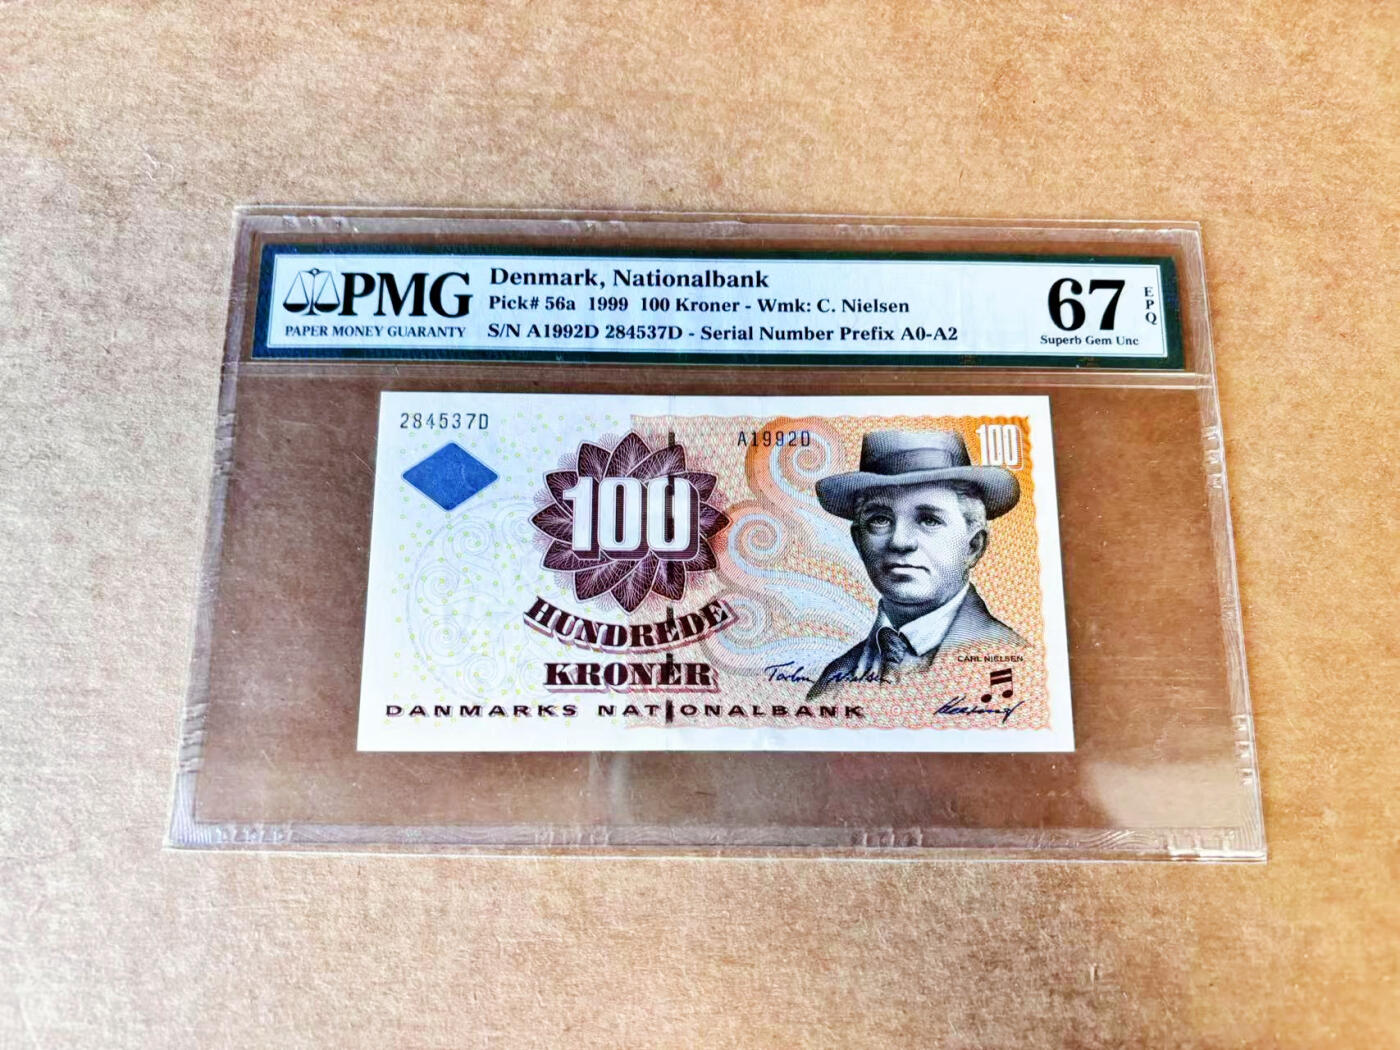 PMG
PAPER MONEY GUARANTY
Denmark, Nationalbank
Pick# 56a 1999 100 Kroner - Wmk: C. Nielsen
S/N A1992D 284537D - Serial Number Prefix A0-A2
67
EPQ
Superb Gem Unc
284537D
A1992D
100
100
HUNDREDE
KRONER
CARL NIELSEN
DANMARKS NATIONALBANK